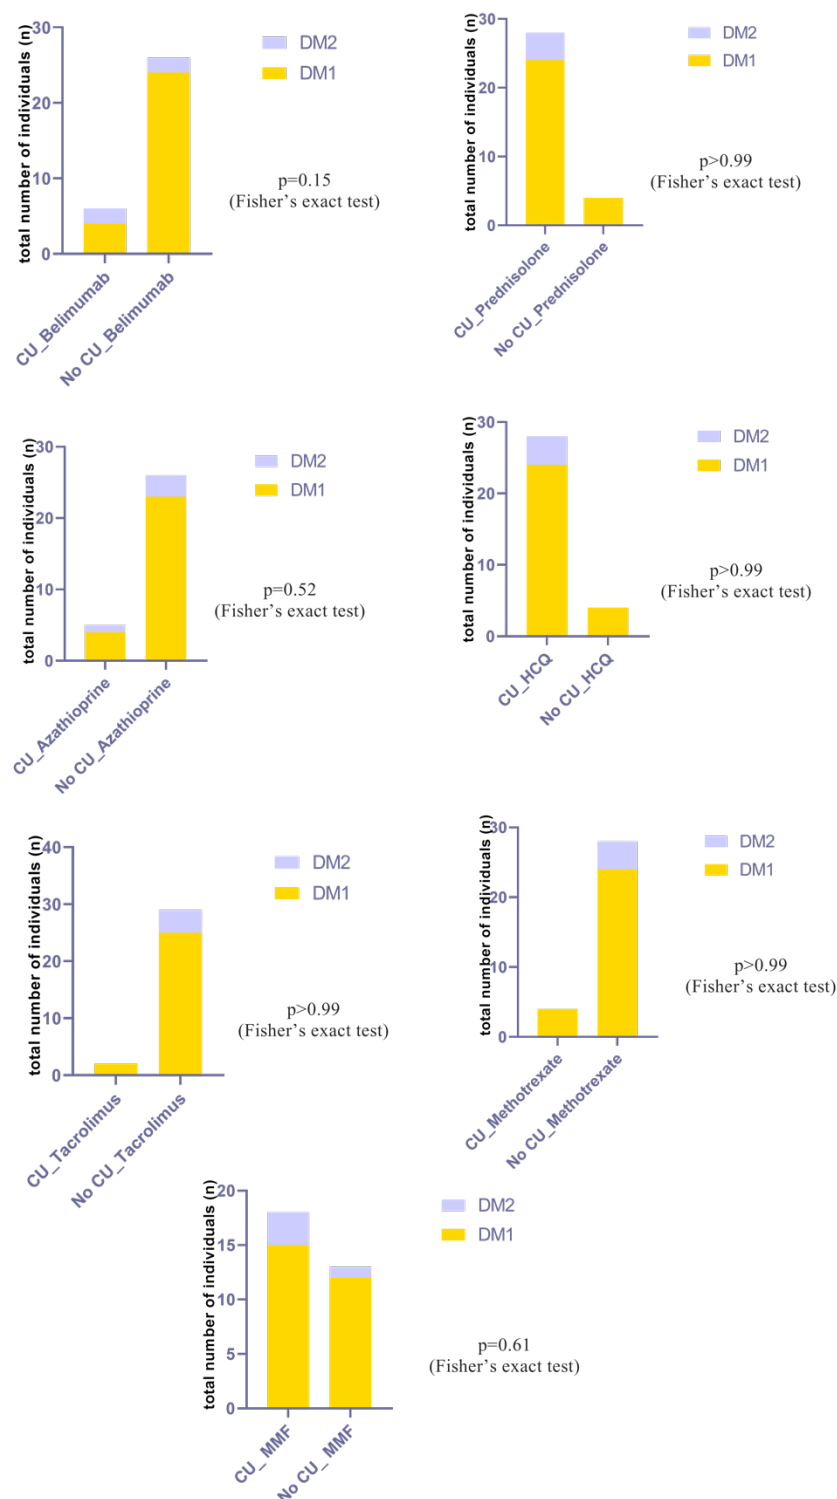 total number of individuals (n)
30
20
10
0
CU_Belimumab
No CU_Belimumab
DM2
DM1
p=0.15
(Fisher's exact test)
total number of individuals (n)
30
20
10
0
CU_Prednisolone
No CU_Prednisolone
DM2
DM1
p>0.99
(Fisher's exact test)
total number of individuals (n)
30
20
10
0
CU_Azathioprine
No CU_Azathioprine
DM2
DM1
p=0.52
(Fisher's exact test)
total number of individuals (n)
30
20
10
0
CU_HCQ
No CU_HCQ
DM2
DM1
p>0.99
(Fisher's exact test)
total number of individuals (n)
40
30
20
10
0
CU_Tacrolimus
No CU_Tacrolimus
DM2
DM1
p>0.99
(Fisher's exact test)
total number of individuals (n)
30
20
10
0
CU_Methotrexate
No CU_Methotrexate
DM2
DM1
p>0.99
(Fisher's exact test)
total number of individuals (n)
20
15
10
5
0
CU_ MMF
No CU_ MMF
DM2
DM1
p=0.61
(Fisher's exact test)